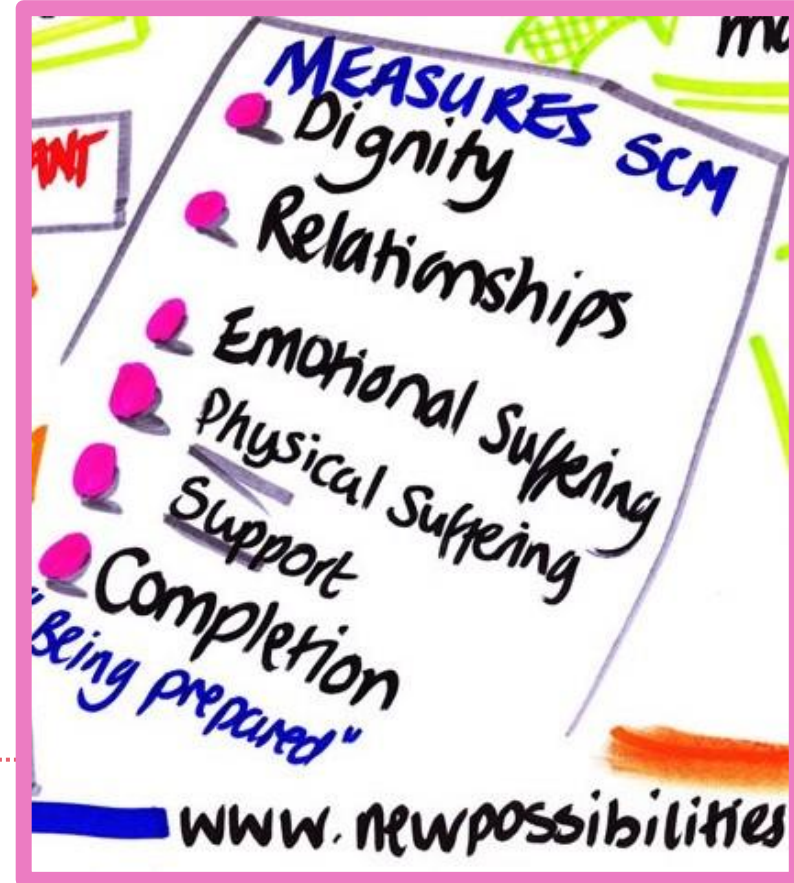 MEASURES SCM
Dignity
Relationships
Emotional Suffering
Physical Suffering
Support
Completion
"Being prepared"
www.newpossibilities